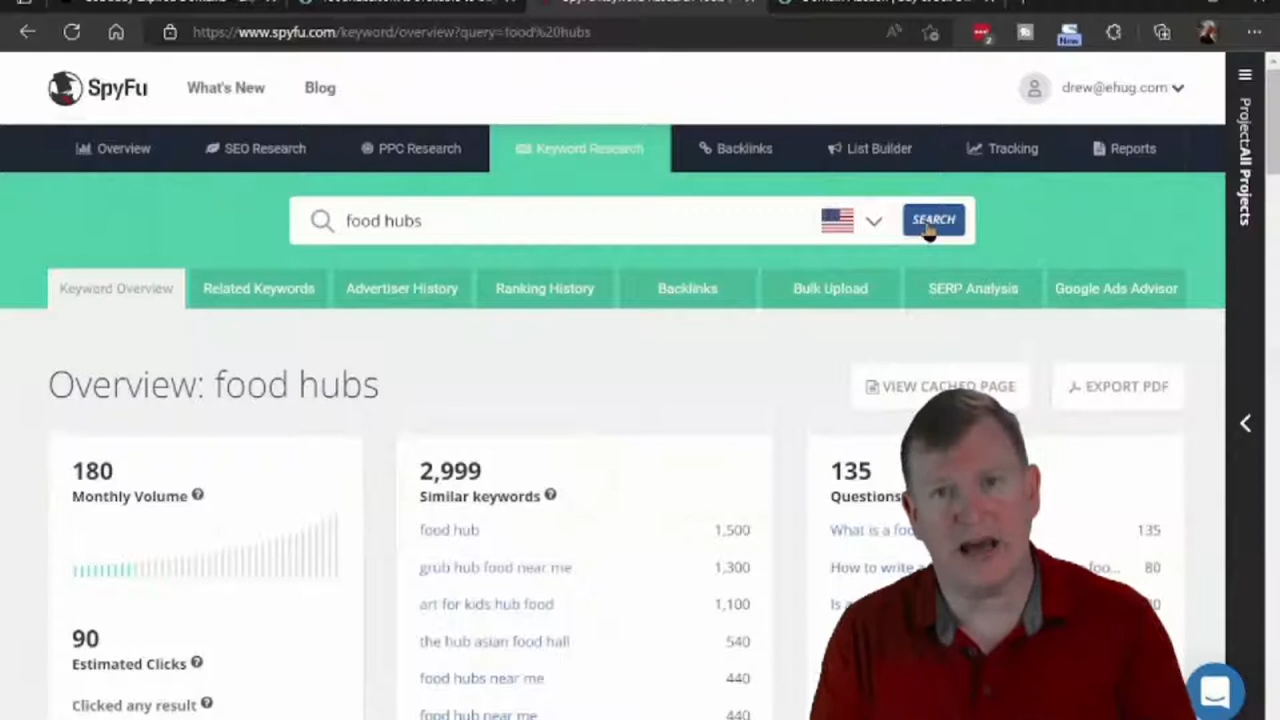 https://www.spyfu.com/keyword/overview?query=food%20hubs
New
SpyFu
What's New
Blog
drew@ehug.com
Project:All Projects
Overview
SEO Research
PPC Research
Keyword Research
Backlinks
List Builder
Tracking
Reports
food hubs
SEARCH
Keyword Overview
Related Keywords
Advertiser History
Ranking History
Backlinks
Bulk Upload
SERP Analysis
Google Ads Advisor
Overview: food hubs
VIEW CACHED PAGE
EXPORT PDF
180
Monthly Volume
90
Estimated Clicks
Clicked any result
2,999
Similar keywords
food hub 1,500
grub hub food near me 1,300
art for kids hub food 1,100
the hub asian food hall 540
food hubs near me 440
food hub near me 440
135
Questions
What is a foo 135
How to write foo... 80
Is